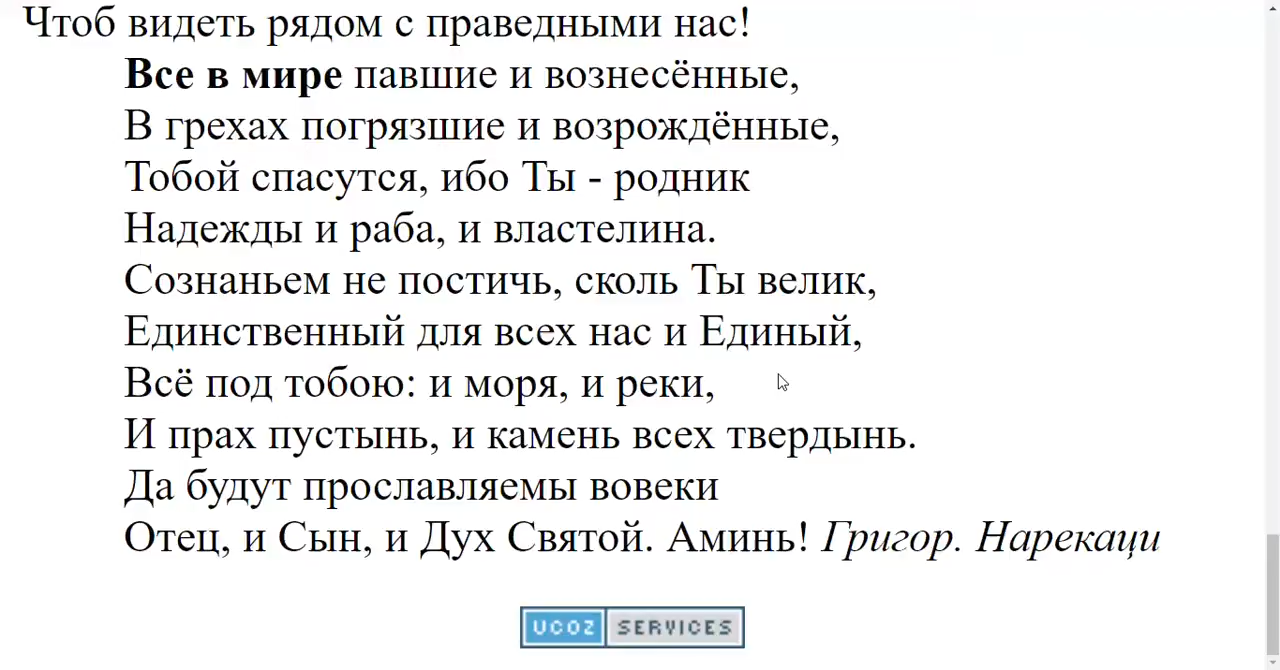 Чтоб видеть рядом с праведными нас!
Все в мире павшие и вознесённые,
В грехах погрязшие и возрождённые,
Тобой спасутся, ибо Ты - родник
Надежды и раба, и властелина.
Сознаньем не постичь, сколь Ты велик,
Единственный для всех нас и Единый,
Всё под тобою: и моря, и реки,
И прах пустынь, и камень всех твердынь.
Да будут прославляемы вовеки
Отец, и Сын, и Дух Святой. Аминь! Григор. Нарекаци
UCOZ SERVICES